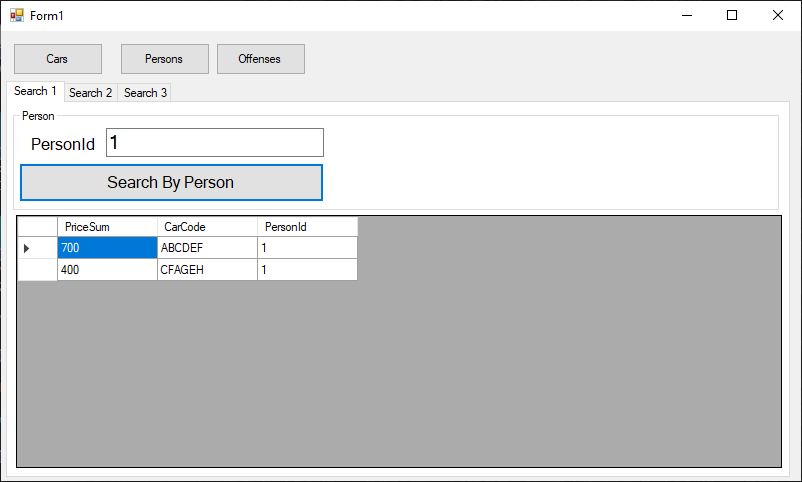 Form1
Cars Persons Offenses
Search 1 Search 2 Search 3
Person
PersonId 1
Search By Person
PriceSum CarCode PersonId
700 ABCDEF 1
400 CFAGEH 1